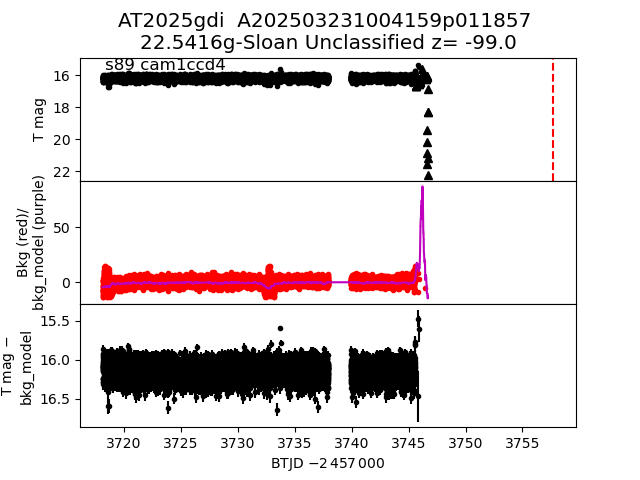 AT2025gdi  A202503231004159p011857
22.5416g-Sloan Unclassified z= -99.0
s89 cam1ccd4
16
18
20
22
T mag
50
0
Bkg (red)/
bkg_model (purple)
15.5
16.0
16.5
T mag −
bkg_model
3720 3725 3730 3735 3740 3745 3750 3755
BTJD −2 457 000